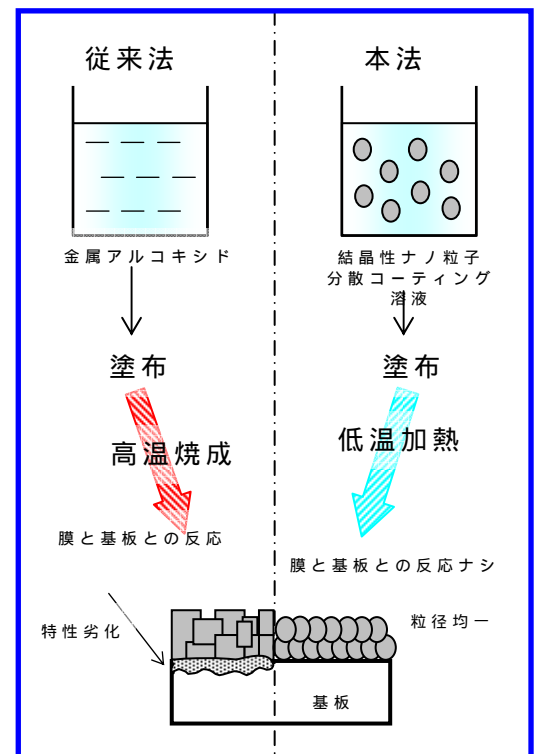 従来法
金属アルコキシド
塗布
高温焼成
膜と基板との反応
特性劣化
本法
結晶性ナノ粒子
分散コーティング
溶液
塗布
低温加熱
膜と基板との反応ナシ
粒径均一
基板